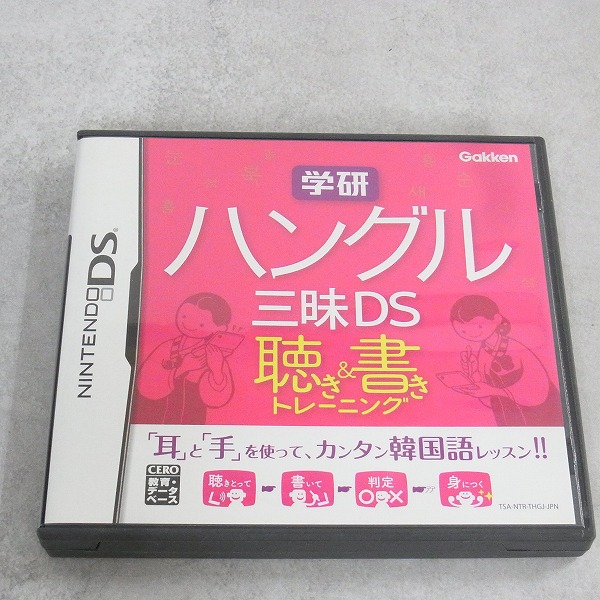 Gakken
学研
ハングル
三昧DS
聴き&書き
トレーニング
「耳」と「手」を使って、カンタン韓国語レッスン!!
聴きとって
書いて
判定
身につく
NINTENDO DS
CERO
教育・
データ
ベース
TSA-NTR-THGJ-JPN